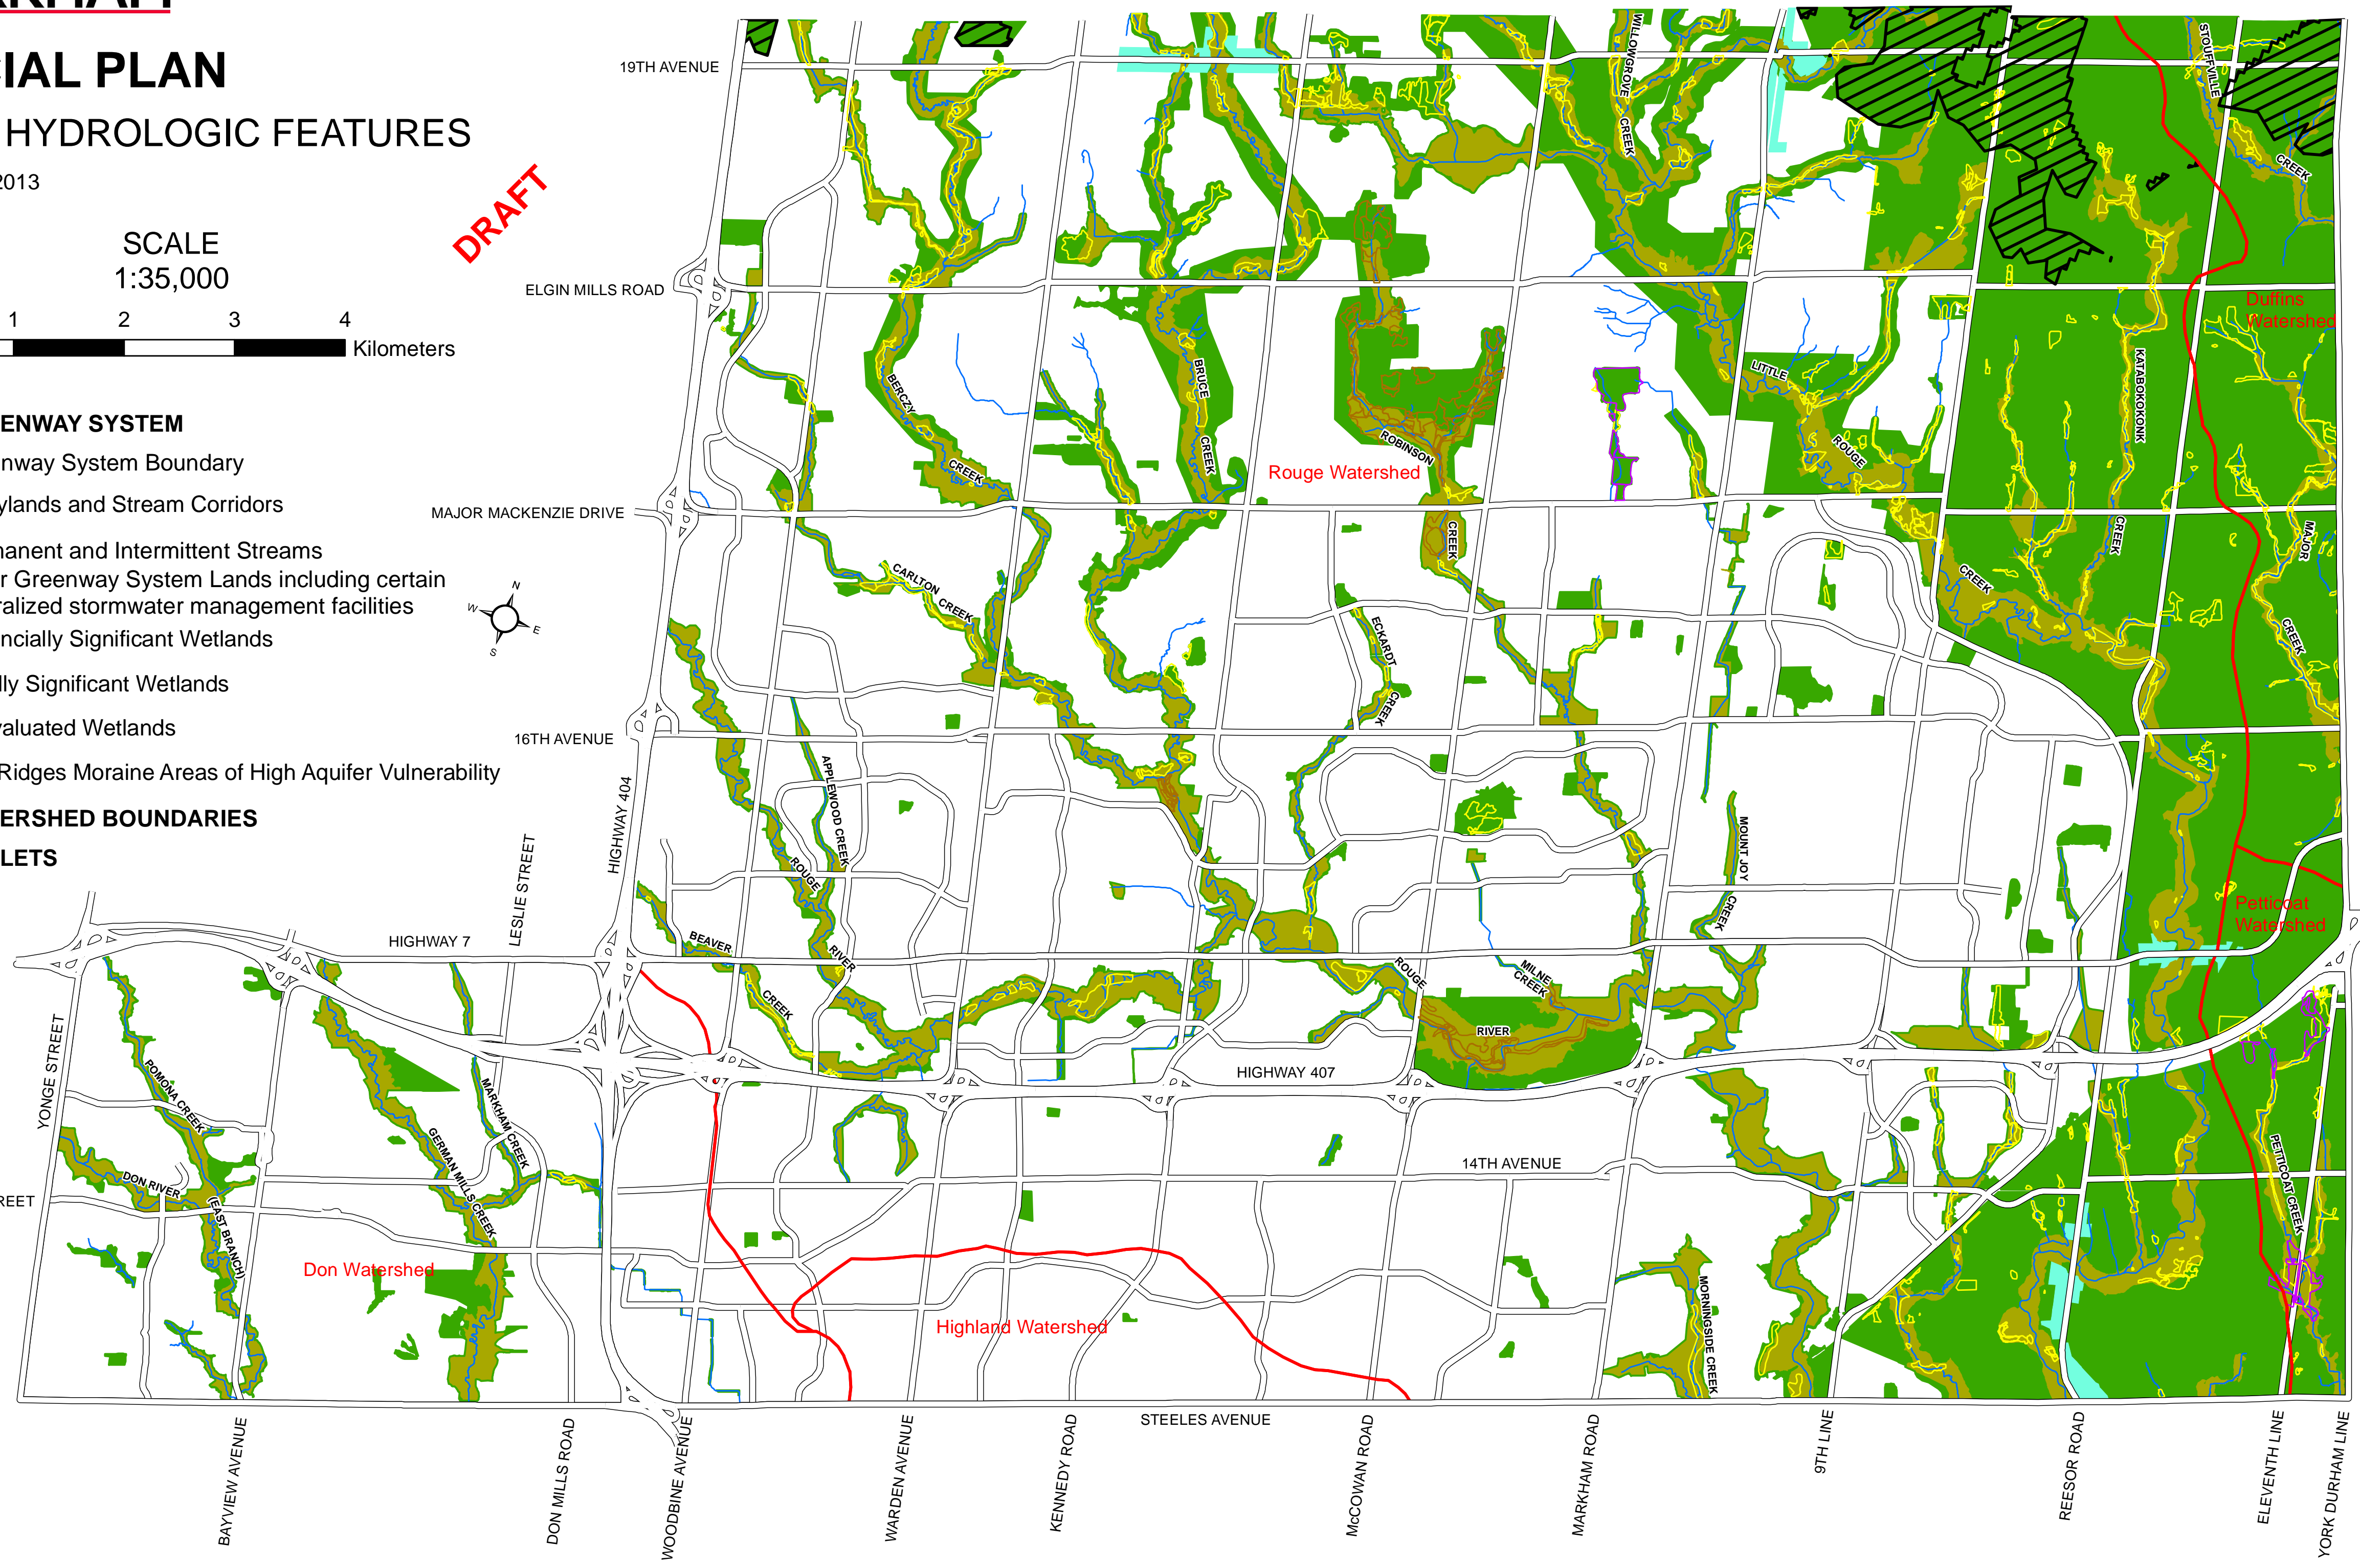 CIAL PLAN
HYDROLOGIC FEATURES
2013
DRAFT
SCALE
1:35,000
1 2 3 4
Kilometers
ENWAY SYSTEM
nway System Boundary
ylands and Stream Corridors
nanent and Intermittent Streams
r Greenway System Lands including certain
ralized stormwater management facilities
ncially Significant Wetlands
lly Significant Wetlands
valuated Wetlands
Ridges Moraine Areas of High Aquifer Vulnerability
ERSHED BOUNDARIES
LETS
N
W
E
S
19TH AVENUE
ELGIN MILLS ROAD
MAJOR MACKENZIE DRIVE
16TH AVENUE
HIGHWAY 404
LESLIE STREET
HIGHWAY 7
YONGE STREET
REET
HIGHWAY 407
14TH AVENUE
STEELES AVENUE
BAYVIEW AVENUE
DON MILLS ROAD
WOODBINE AVENUE
WARDEN AVENUE
KENNEDY ROAD
McCOWAN ROAD
MARKHAM ROAD
9TH LINE
REESOR ROAD
ELEVENTH LINE
YORK DURHAM LINE
WILLOWGROVE
CREEK
STOUFFVILLE
CREEK
Duffins
Watershed
BERCZY
CREEK
BRUCE
CREEK
ROBINSON
CREEK
Rouge Watershed
LITTLE
ROUGE
CREEK
KATABOKOKONK
CREEK
MAJOR
CREEK
CARLTON
CREEK
ECKARDT
CREEK
APPLEWOOD CREEK
ROUGE
RIVER
BEAVER
CREEK
MOUNT JOY
CREEK
MILNE
CREEK
ROUGE
RIVER
Petticoat
Watershed
POMONA CREEK
DON RIVER
(EAST BRANCH)
GERMAN MILLS CREEK
MARKHAM CREEK
Don Watershed
Highland Watershed
MORNINGSIDE CREEK
PETTICOAT CREEK